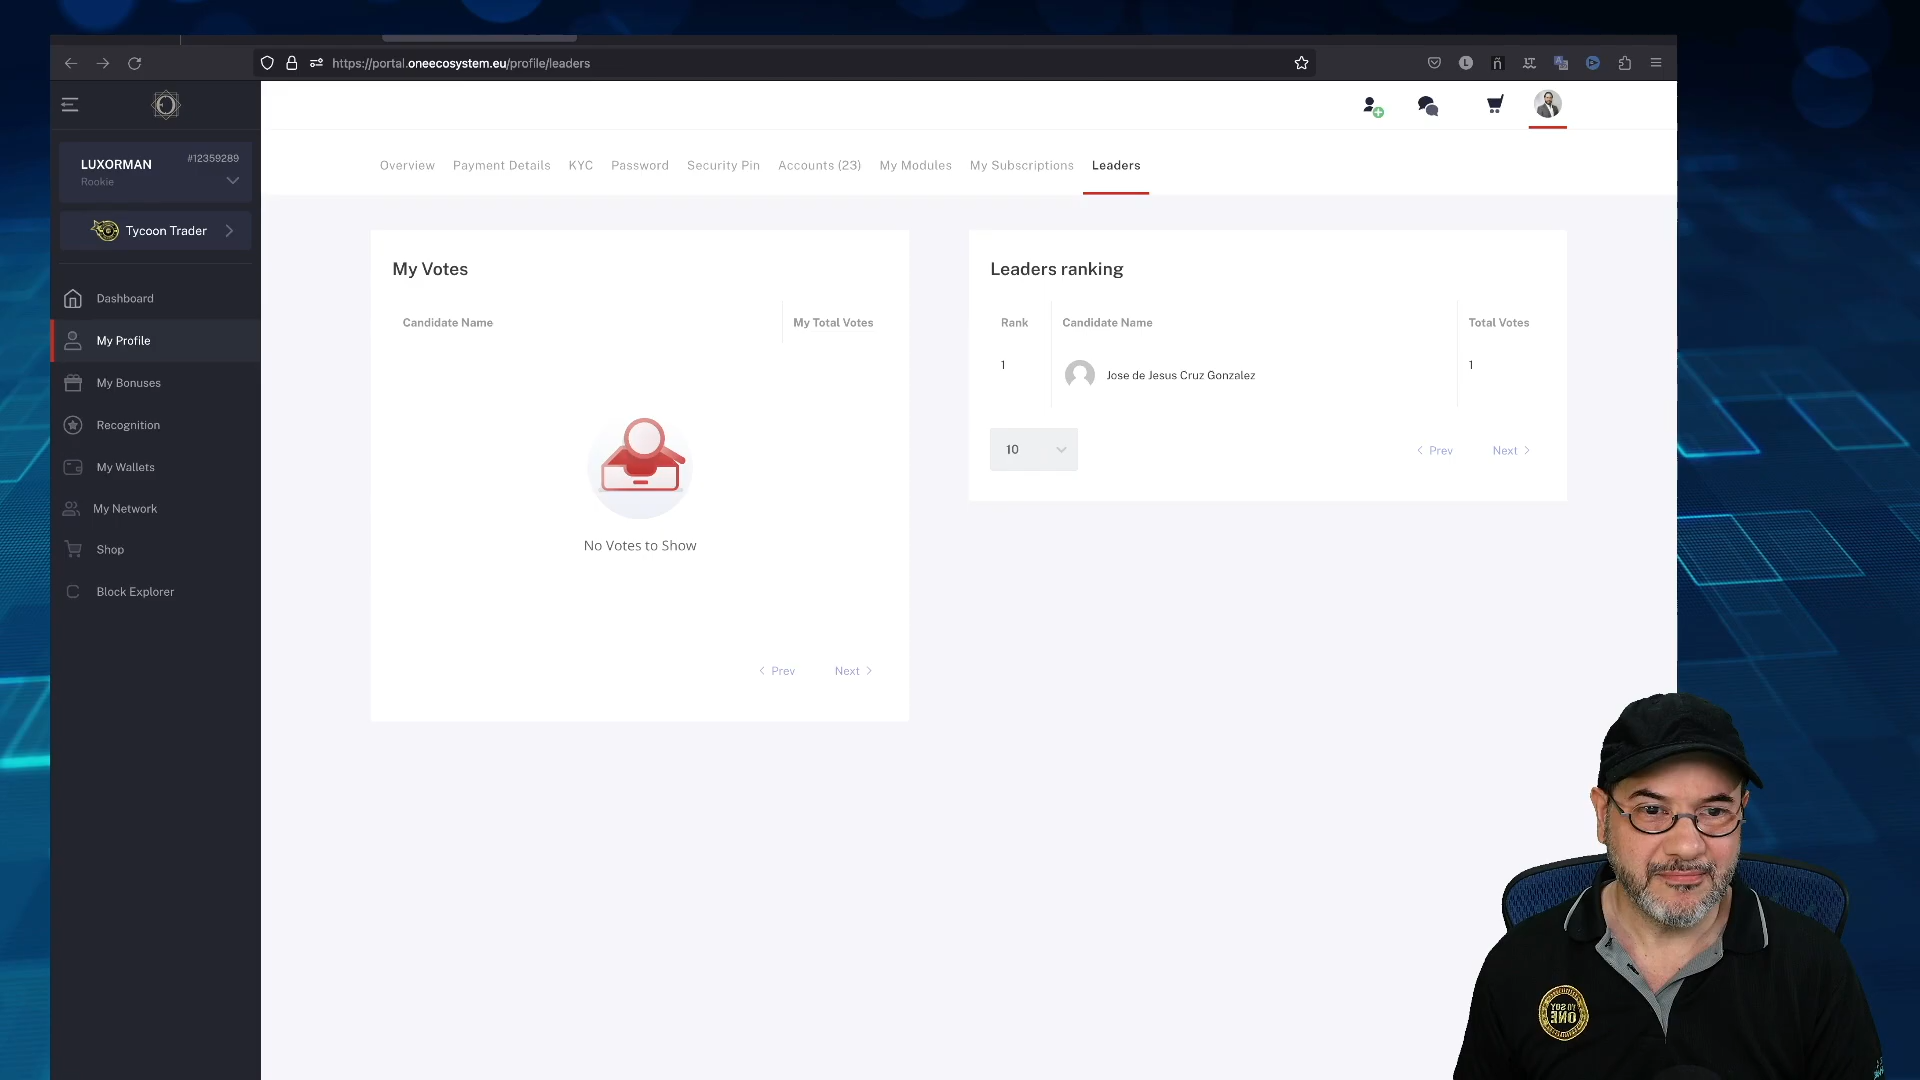 https://portal.oneecosystem.eu/profile/leaders
LUXORMAN
#12359289
Rookie
Tycoon Trader
Dashboard
My Profile
My Bonuses
Recognition
My Wallets
My Network
Shop
Block Explorer
Overview
Payment Details
KYC
Password
Security Pin
Accounts (23)
My Modules
My Subscriptions
Leaders
My Votes
Candidate Name
My Total Votes
No Votes to Show
Prev
Next
Leaders ranking
Rank
Candidate Name
Total Votes
1
Jose de Jesus Cruz Gonzalez
1
10
Prev
Next
YO SOY
ONE